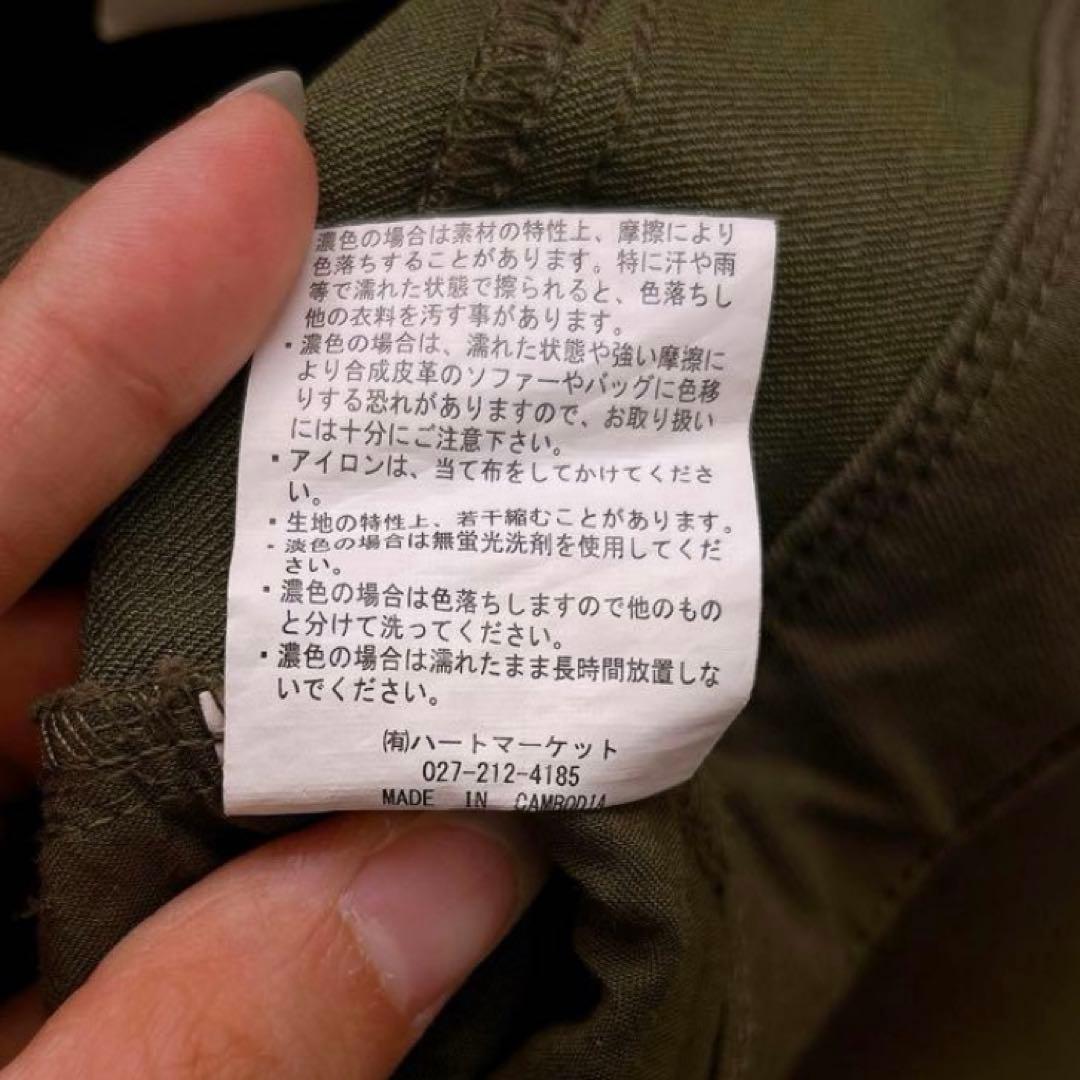 濃色の場合は素材の特性上、摩擦により
色落ちすることがあります。特に汗や雨
等で濡れた状態で擦られると、色落ちし
他の衣料を汚す事があります。
・濃色の場合は、濡れた状態や強い摩擦に
より合成皮革のソファーやバッグに色移
りする恐れがありますので、お取り扱い
には十分にご注意下さい。
・アイロンは、当て布をしてかけてくださ
い。
・生地の特性上、若干縮むことがあります。
・淡色の場合は無蛍光洗剤を使用してくだ
さい。
・濃色の場合は色落ちしますので他のもの
と分けて洗ってください。
・濃色の場合は濡れたまま長時間放置しな
いでください。
㈲ハートマーケット
027-212-4185
MADE IN CAMBODIA